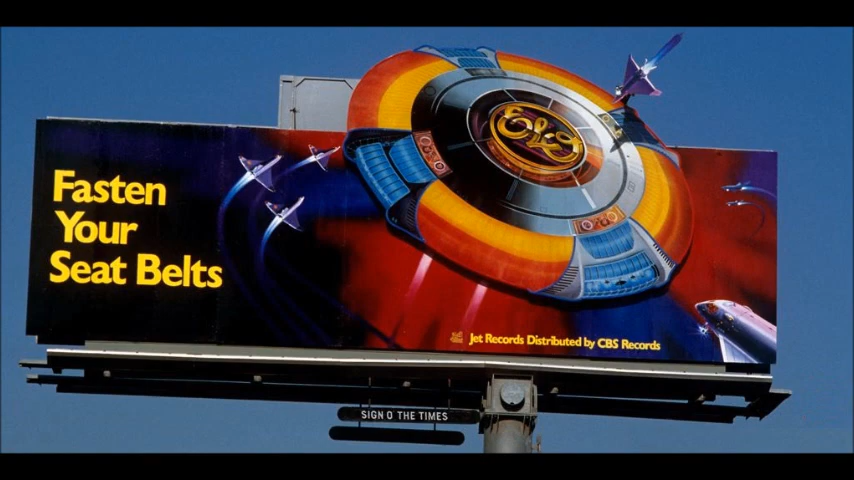 Fasten
Your
Seat Belts
ELO
Jet Records Distributed by CBS Records
SIGN O THE TIMES